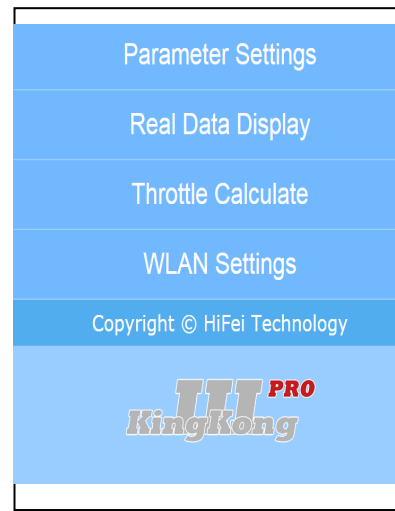 Parameter Settings
Real Data Display
Throttle Calculate
WLAN Settings
Copyright © HiFei Technology
III PRO
KingKong